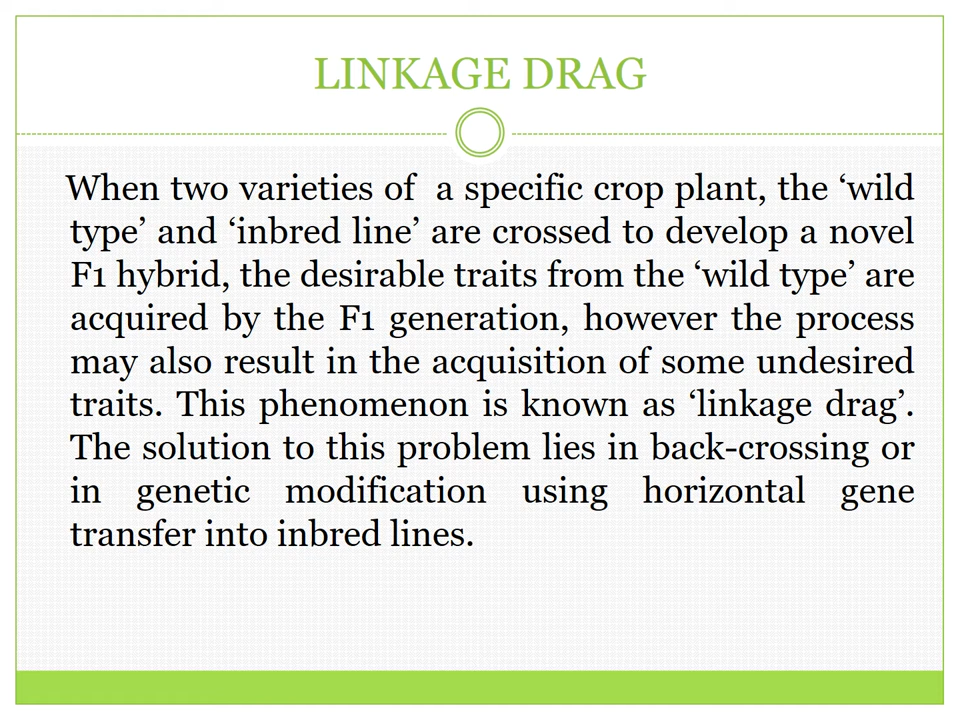 LINKAGE DRAG
When two varieties of a specific crop plant, the ‘wild
type’ and ‘inbred line’ are crossed to develop a novel
F1 hybrid, the desirable traits from the ‘wild type’ are
acquired by the F1 generation, however the process
may also result in the acquisition of some undesired
traits. This phenomenon is known as ‘linkage drag’.
The solution to this problem lies in back-crossing or
in genetic modification using horizontal gene
transfer into inbred lines.